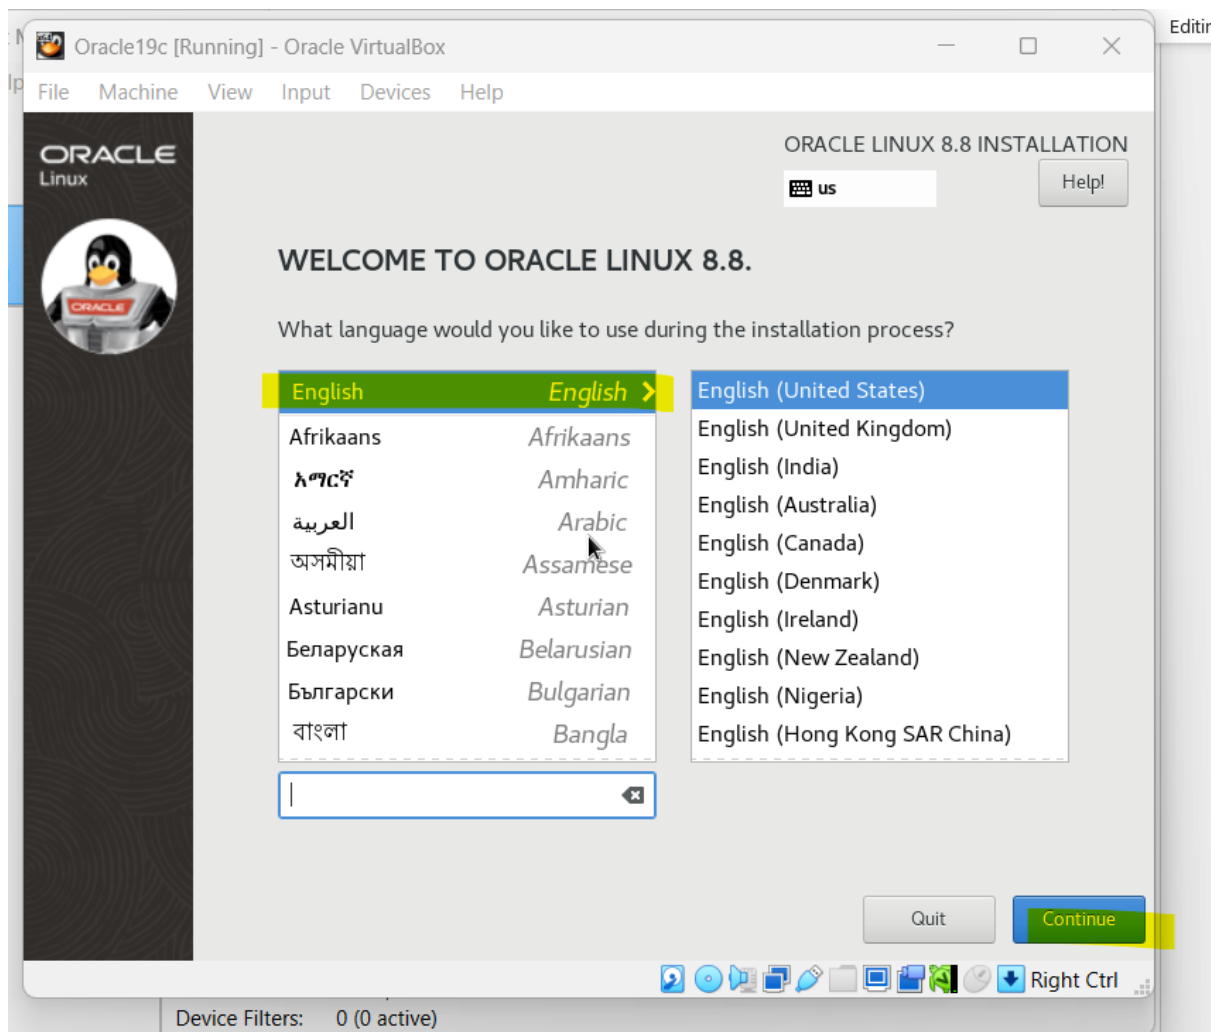 Editin
Oracle19c [Running] - Oracle VirtualBox
File Machine View Input Devices Help
ORACLE
Linux
ORACLE
ORACLE LINUX 8.8 INSTALLATION
us
Help!
WELCOME TO ORACLE LINUX 8.8.
What language would you like to use during the installation process?
English English
Afrikaans Afrikaans
አማርኛ Amharic
العربية Arabic
অসমীয়া Assamese
Asturianu Asturian
Беларуская Belarusian
Български Bulgarian
বাংলা Bangla
English (United States)
English (United Kingdom)
English (India)
English (Australia)
English (Canada)
English (Denmark)
English (Ireland)
English (New Zealand)
English (Nigeria)
English (Hong Kong SAR China)
Quit Continue
Right Ctrl
Device Filters: 0 (0 active)